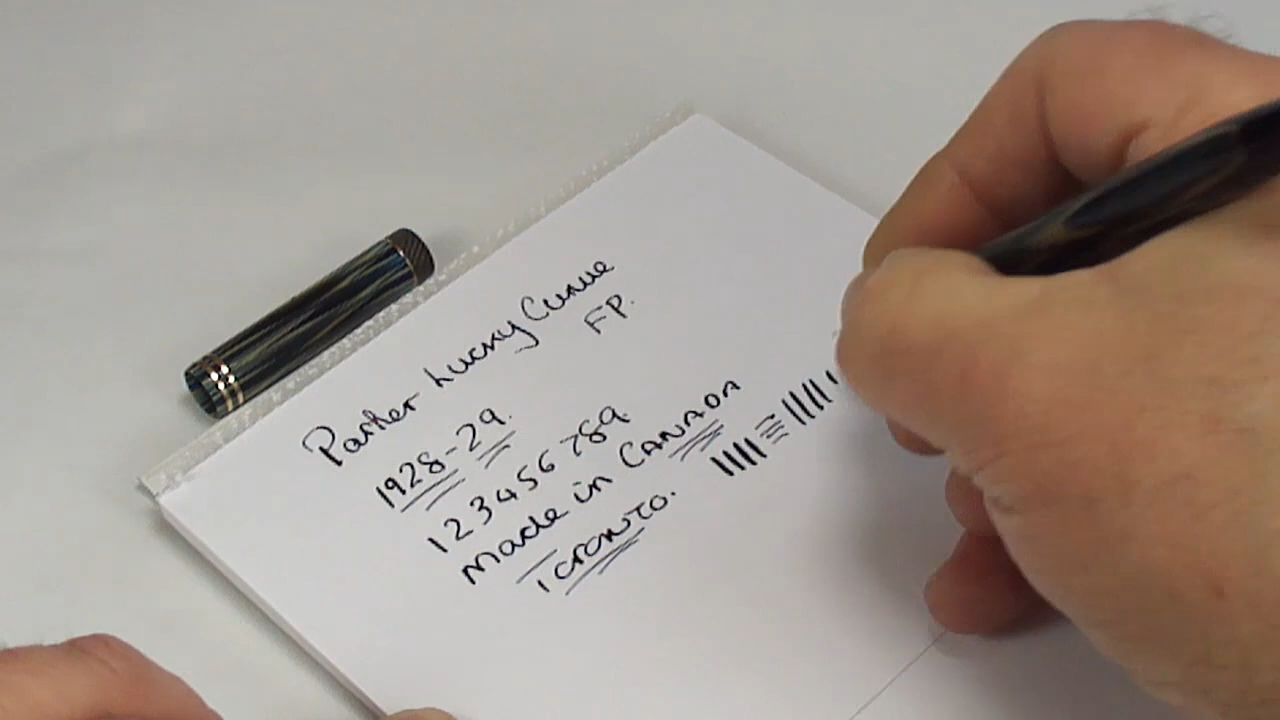 Parker Lucky Curve
FP.
1928-29.
123456789.
made in CANADA
Toronto.